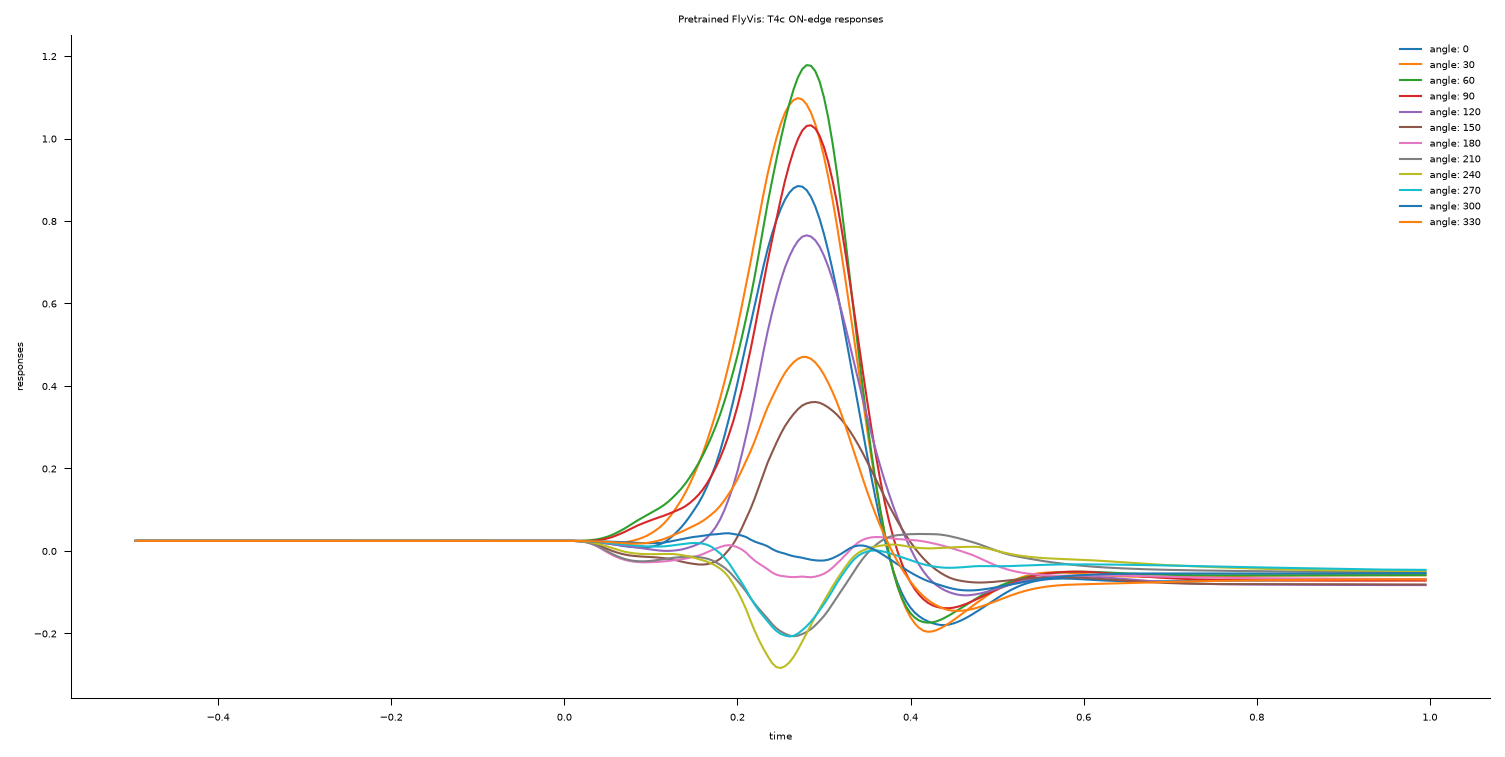 Pretrained FlyVis: T4c ON-edge responses
1.2
1.0
0.8
0.6
0.4
0.2
0.0
−0.2
responses
−0.4
−0.2
0.0
0.2
0.4
0.6
0.8
1.0
time
angle: 0
angle: 30
angle: 60
angle: 90
angle: 120
angle: 150
angle: 180
angle: 210
angle: 240
angle: 270
angle: 300
angle: 330